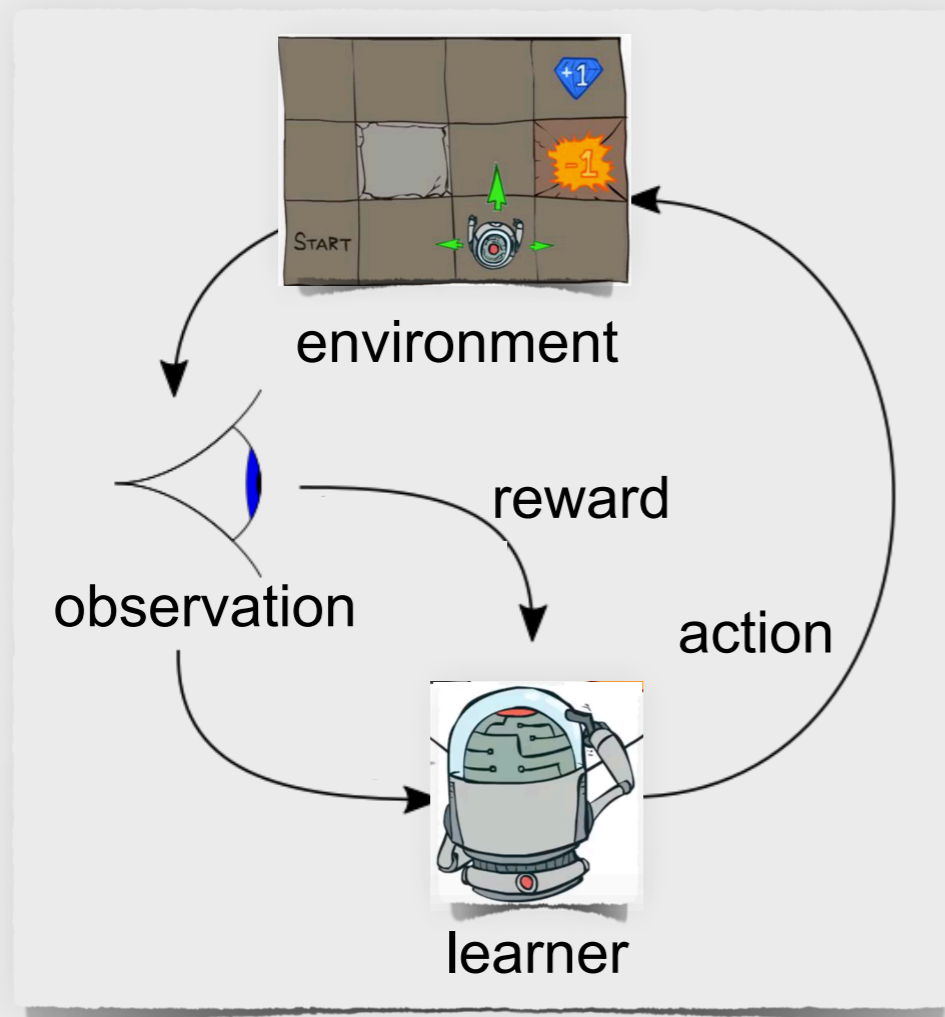 +1
-1
START
environment
reward
observation
action
learner